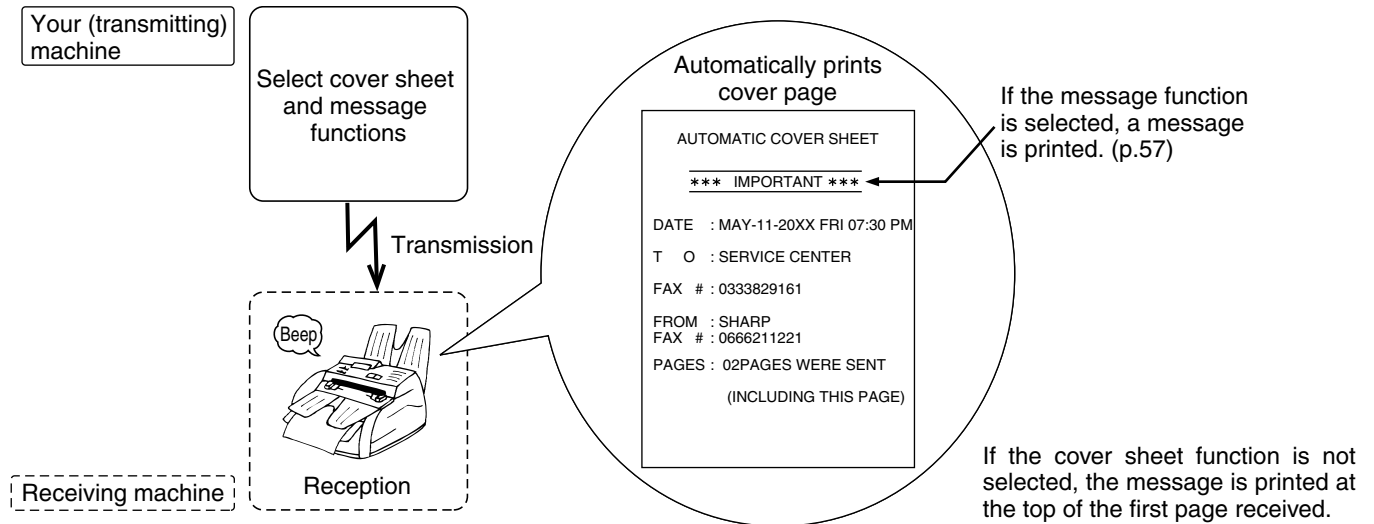 Your (transmitting)
machine
Select cover sheet
and message
functions
Transmission
Beep
Reception
Receiving machine
Automatically prints
cover page
AUTOMATIC COVER SHEET
*** IMPORTANT ***
DATE : MAY-11-20XX FRI 07:30 PM
T O : SERVICE CENTER
FAX # : 0333829161
FROM : SHARP
FAX # : 0666211221
PAGES : 02PAGES WERE SENT
(INCLUDING THIS PAGE)
If the message function
is selected, a message
is printed. (p.57)
If the cover sheet function is not
selected, the message is printed at
the top of the first page received.